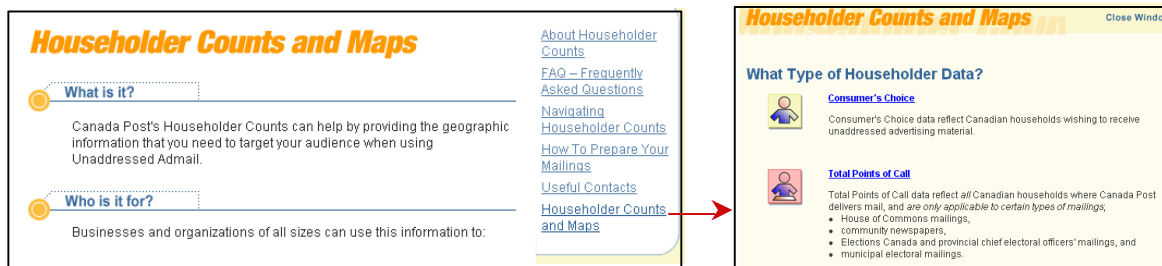 Householder Counts and Maps
What is it?
Canada Post's Householder Counts can help by providing the geographic
information that you need to target your audience when using
Unaddressed Admail.
Who is it for?
Businesses and organizations of all sizes can use this information to:
About Householder
Counts
FAQ – Frequently
Asked Questions
Navigating
Householder Counts
How To Prepare Your
Mailings
Useful Contacts
Householder Counts
and Maps
Householder Counts and Maps
Close Windo
What Type of Householder Data?
Consumer's Choice
Consumer's Choice data reflect Canadian households wishing to receive
unaddressed advertising material.
Total Points of Call
Total Points of Call data reflect all Canadian households where Canada Post
delivers mail, and are only applicable to certain types of mailings;
• House of Commons mailings,
• community newspapers,
• Elections Canada and provincial chief electoral officers' mailings, and
• municipal electoral mailings.